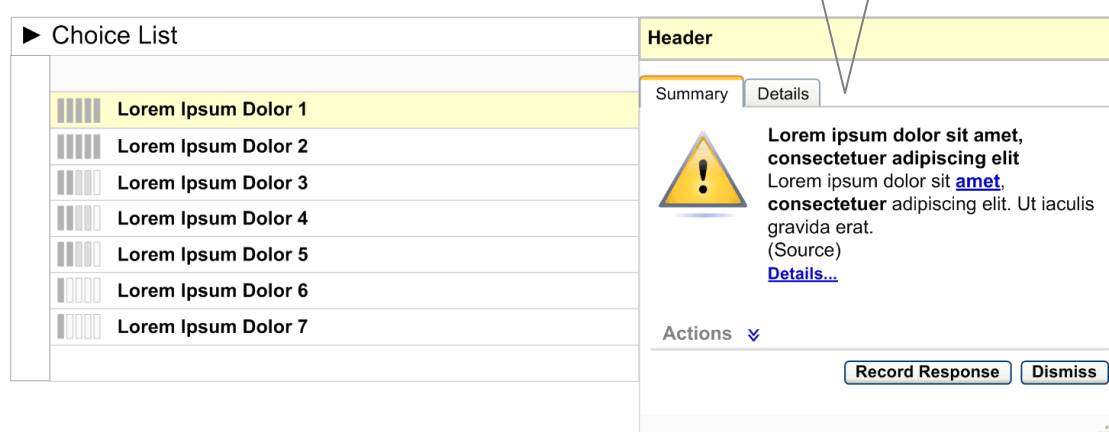 Choice List
Lorem Ipsum Dolor 1
Lorem Ipsum Dolor 2
Lorem Ipsum Dolor 3
Lorem Ipsum Dolor 4
Lorem Ipsum Dolor 5
Lorem Ipsum Dolor 6
Lorem Ipsum Dolor 7
Header
Summary Details
Lorem ipsum dolor sit amet,
consectetuer adipiscing elit
Lorem ipsum dolor sit amet,
consectetuer adipiscing elit. Ut iaculis
gravida erat.
(Source)
Details...
Actions
Record Response Dismiss